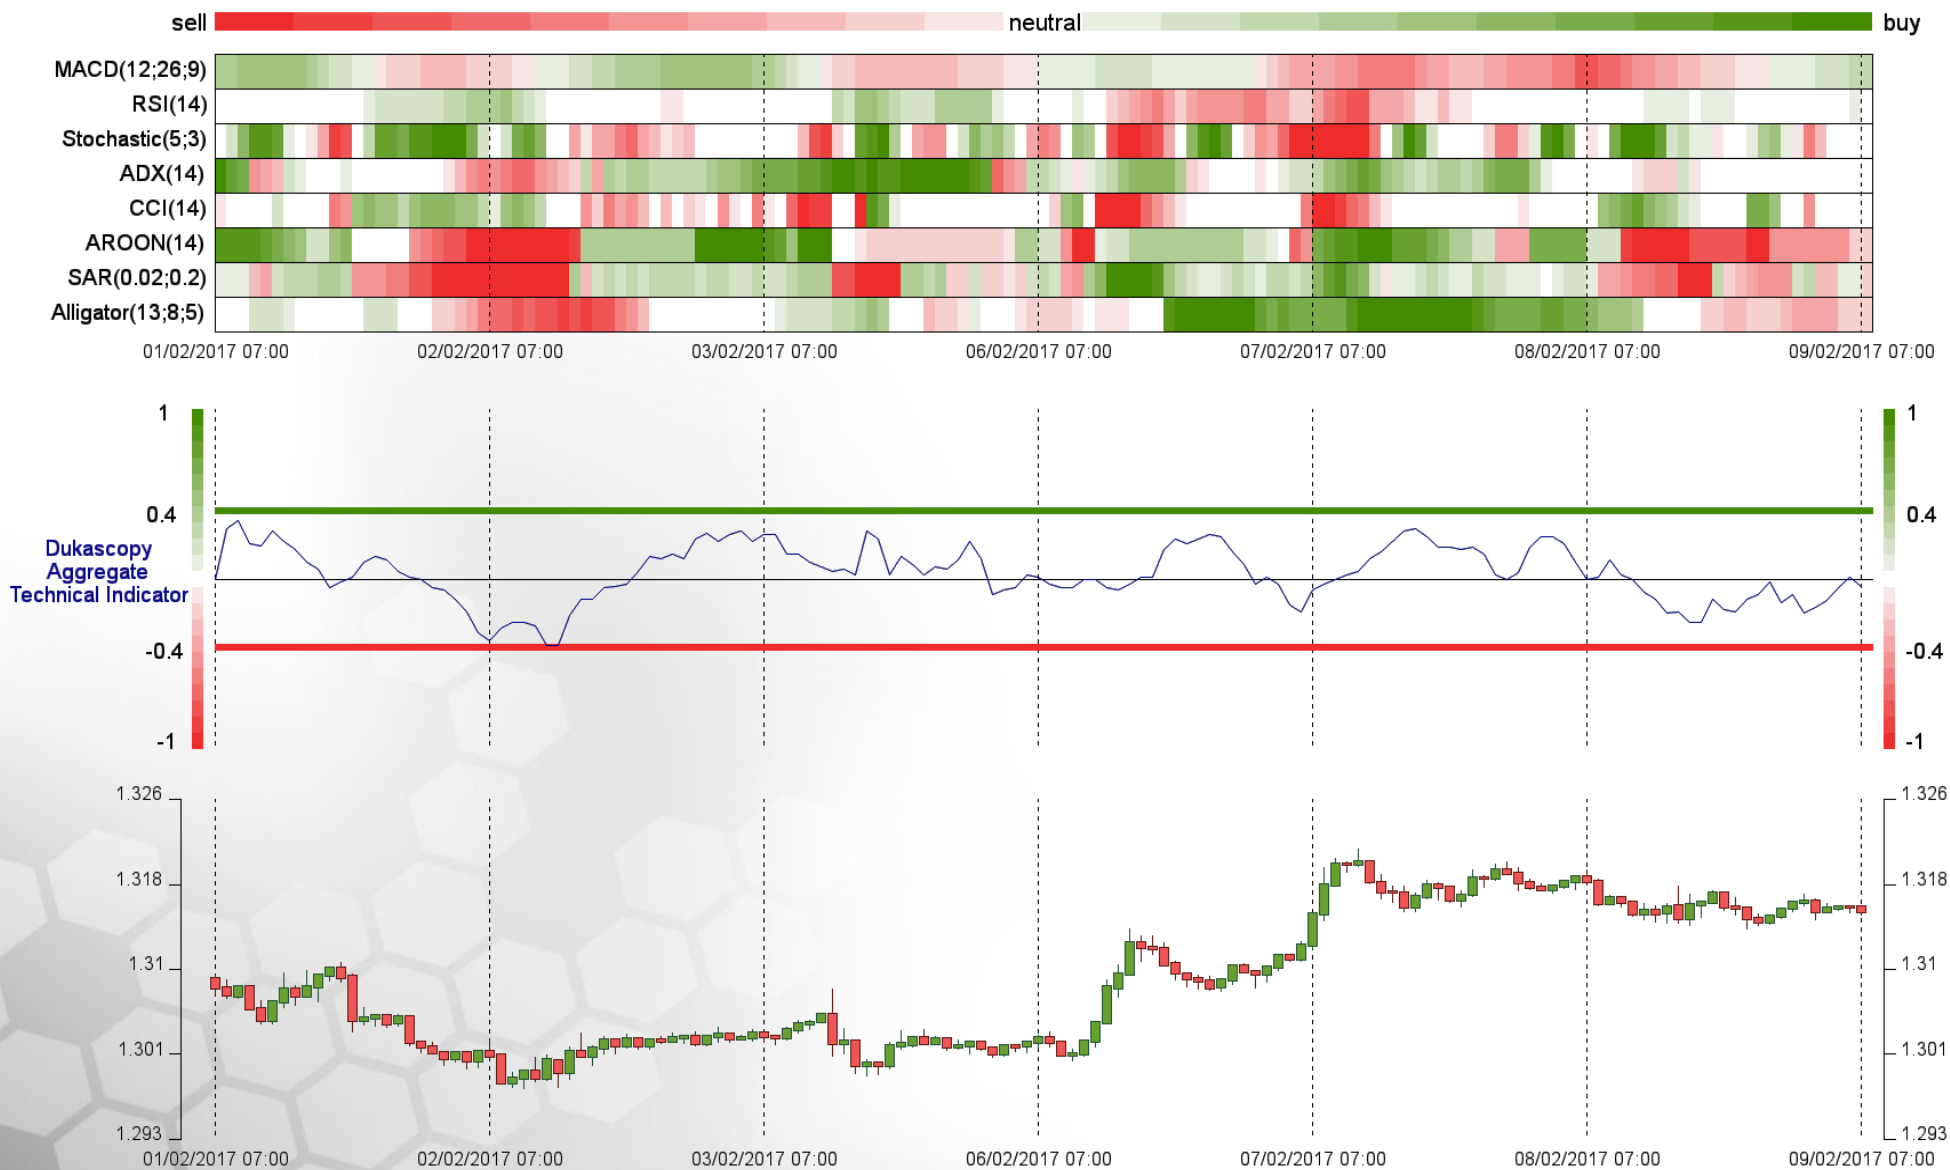 sell neutral buy
MACD(12;26;9)
RSI(14)
Stochastic(5;3)
ADX(14)
CCI(14)
AROON(14)
SAR(0.02;0.2)
Alligator(13;8;5)
01/02/2017 07:00 02/02/2017 07:00 03/02/2017 07:00 06/02/2017 07:00 07/02/2017 07:00 08/02/2017 07:00 09/02/2017 07:00
1 1
0.4 0.4
Dukascopy
Aggregate
Technical Indicator
-0.4 -0.4
-1 -1
1.326 1.326
1.318 1.318
1.31 1.31
1.301 1.301
1.293 1.293
01/02/2017 07:00 02/02/2017 07:00 03/02/2017 07:00 06/02/2017 07:00 07/02/2017 07:00 08/02/2017 07:00 09/02/2017 07:00